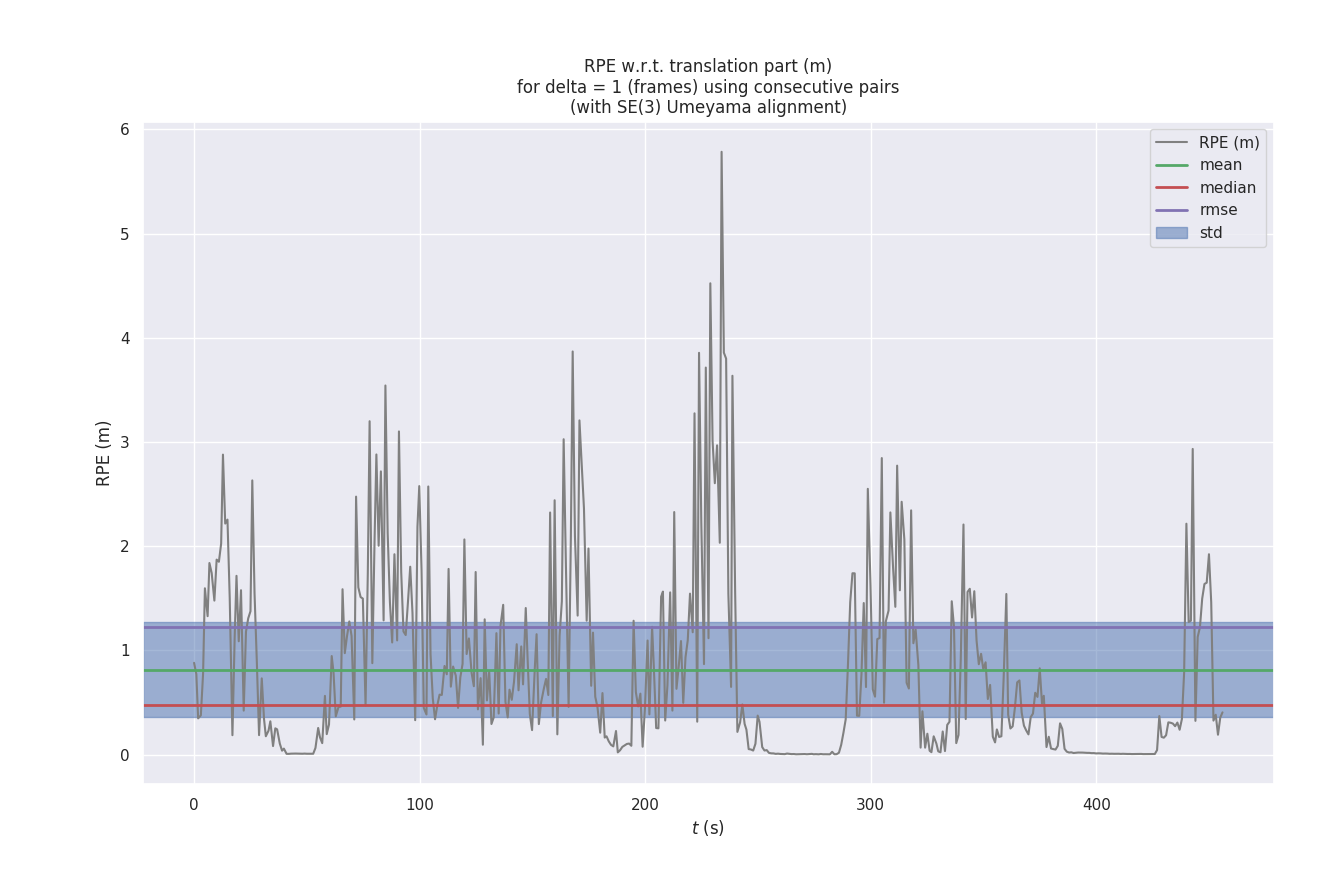 RPE w.r.t. translation part (m)
for delta = 1 (frames) using consecutive pairs
(with SE(3) Umeyama alignment)
RPE (m)
mean
median
rmse
std
6
5
4
3
2
1
0
RPE (m)
0 100 200 300 400
t (s)